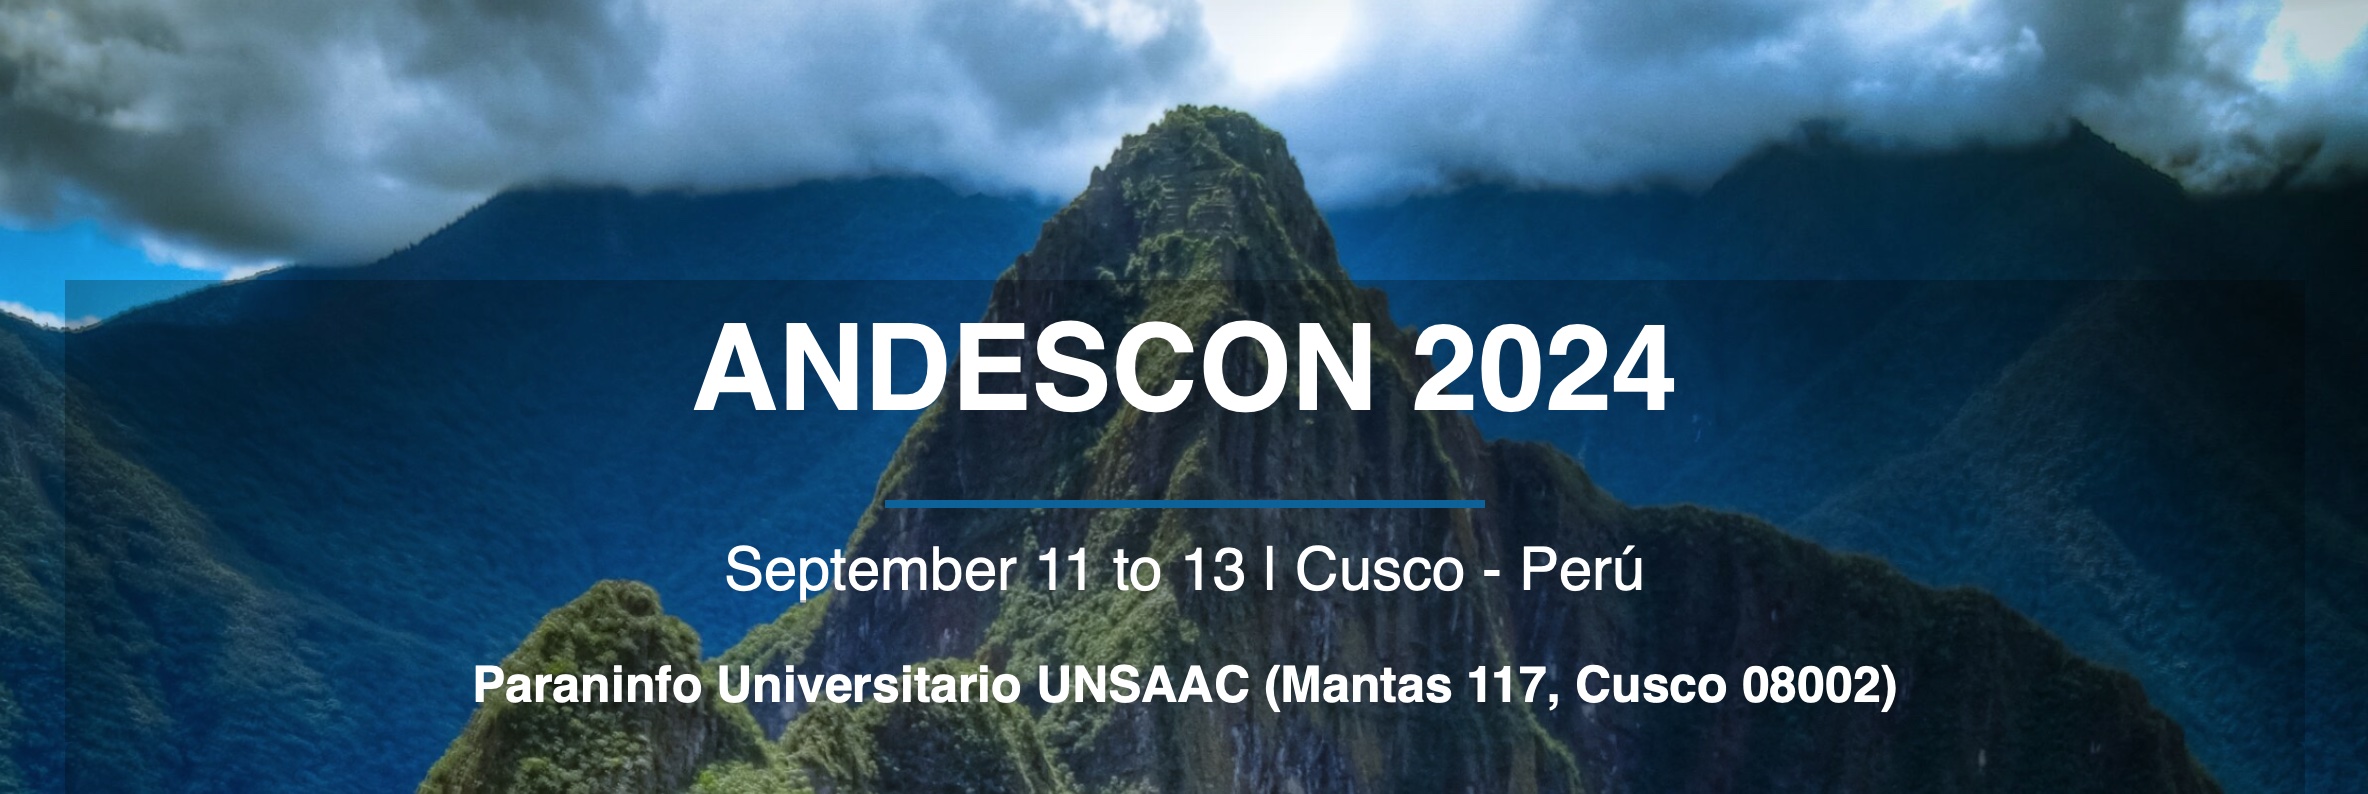 ANDESCON 2024
September 11 to 13 | Cusco - Perú
Paraninfo Universitario UNSAAC (Mantas 117, Cusco 08002)